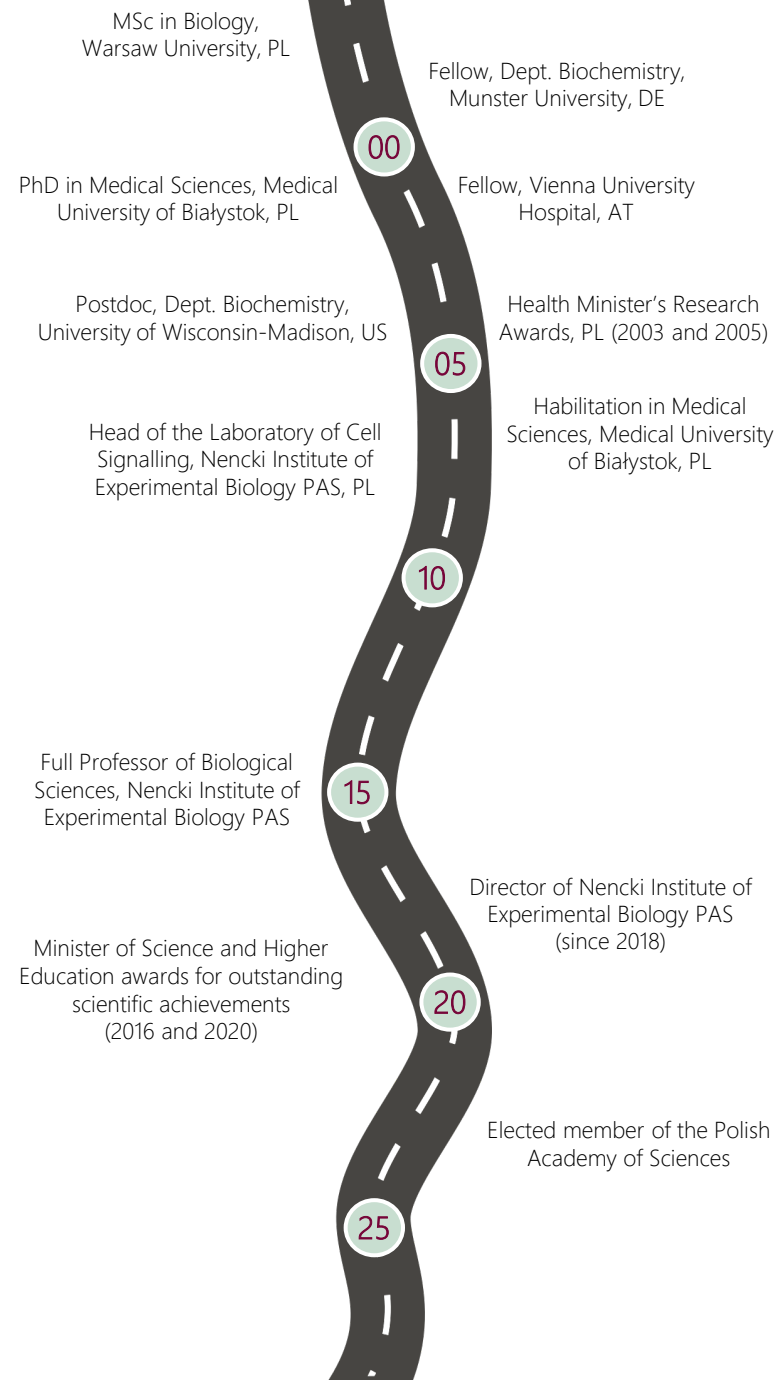 MSc in Biology,
Warsaw University, PL
Fellow, Dept. Biochemistry,
Munster University, DE
00
PhD in Medical Sciences, Medical
University of Białystok, PL
Fellow, Vienna University
Hospital, AT
Postdoc, Dept. Biochemistry,
University of Wisconsin-Madison, US
Health Minister’s Research
Awards, PL (2003 and 2005)
05
Head of the Laboratory of Cell
Signalling, Nencki Institute of
Experimental Biology PAS, PL
Habilitation in Medical
Sciences, Medical University
of Białystok, PL
10
Full Professor of Biological
Sciences, Nencki Institute of
Experimental Biology PAS
15
Director of Nencki Institute of
Experimental Biology PAS
(since 2018)
Minister of Science and Higher
Education awards for outstanding
scientific achievements
(2016 and 2020)
20
Elected member of the Polish
Academy of Sciences
25